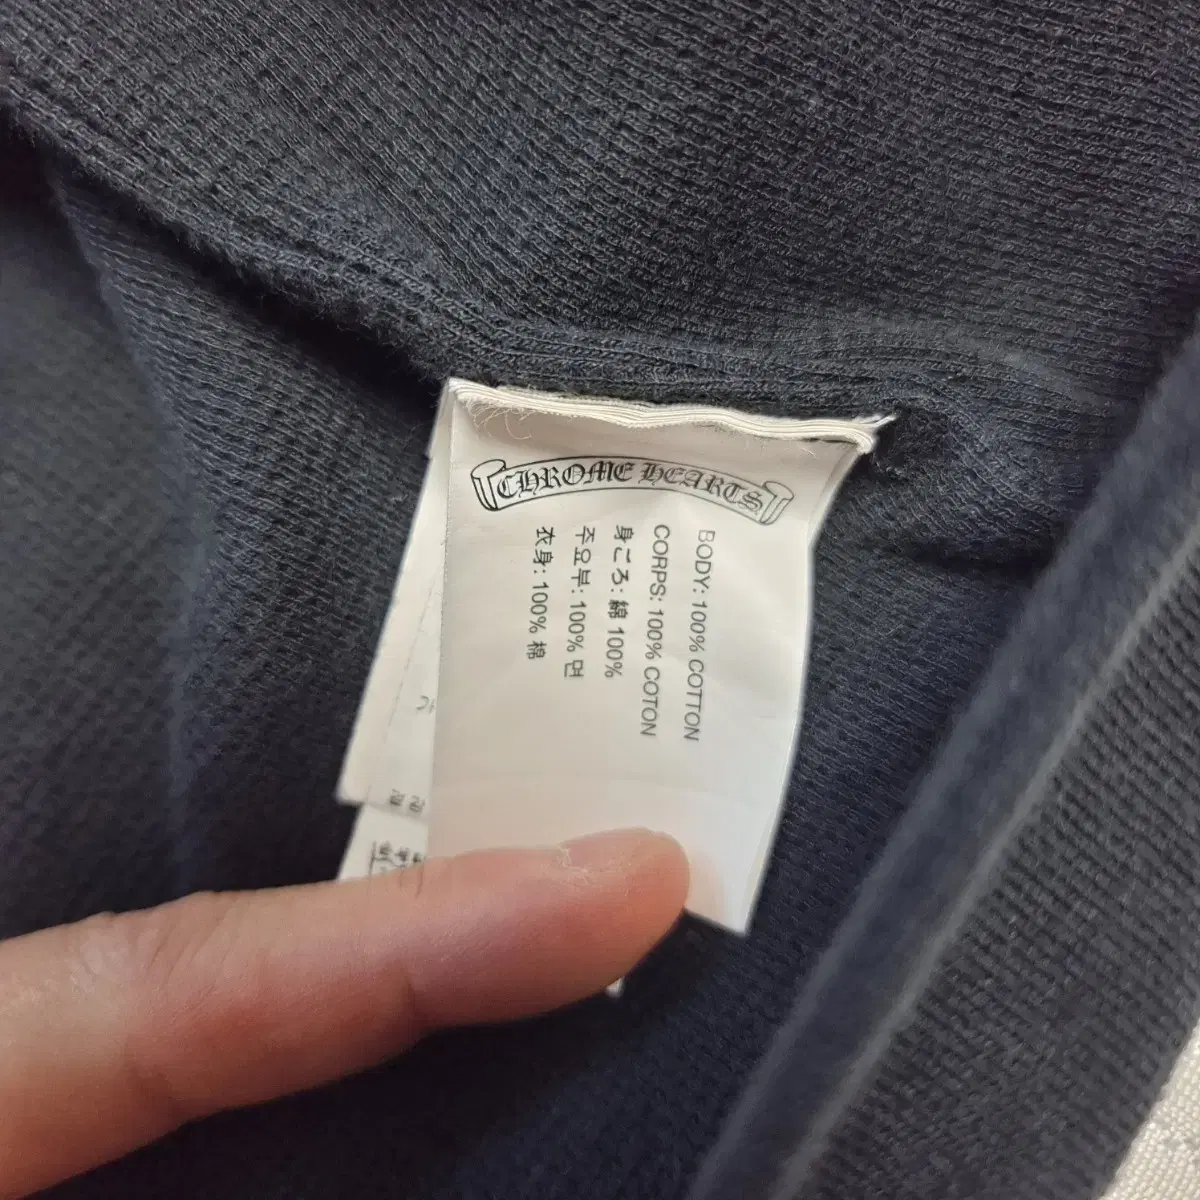 CHROME HEARTS
BODY: 100% COTTON
CORPS: 100% COTON
身ごろ: 綿 100%
주요부: 100% 면
衣身: 100% 棉